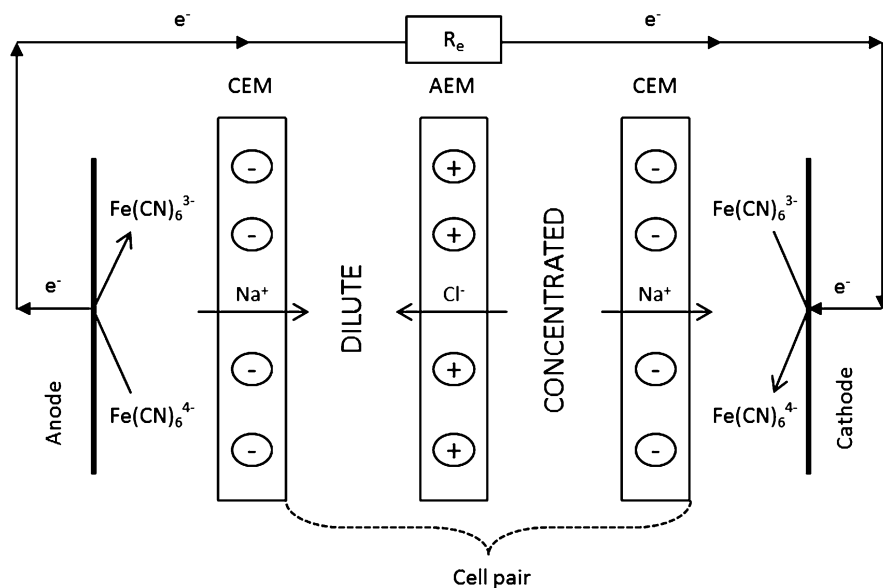 e⁻
Rₑ
e⁻
CEM
AEM
CEM
-
+
-
Fe(CN)₆³⁻
-
+
-
Fe(CN)₆³⁻
e⁻
Na⁺
DILUTE
Cl⁻
CONCENTRATED
Na⁺
e⁻
-
+
-
Anode
Fe(CN)₆⁴⁻
Fe(CN)₆⁴⁻
Cathode
-
+
-
Cell pair